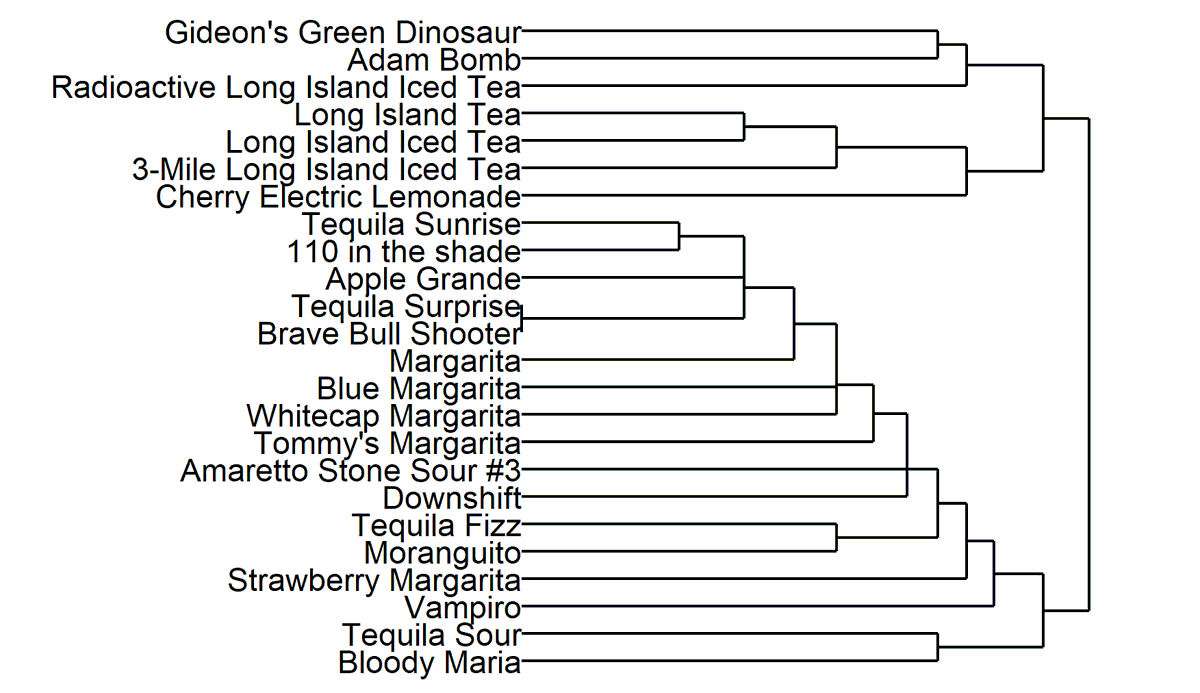 Gideon's Green Dinosaur
Adam Bomb
Radioactive Long Island Iced Tea
Long Island Tea
Long Island Iced Tea
3-Mile Long Island Iced Tea
Cherry Electric Lemonade
Tequila Sunrise
110 in the shade
Apple Grande
Tequila Surprise
Brave Bull Shooter
Margarita
Blue Margarita
Whitecap Margarita
Tommy's Margarita
Amaretto Stone Sour #3
Downshift
Tequila Fizz
Moranguito
Strawberry Margarita
Vampiro
Tequila Sour
Bloody Maria